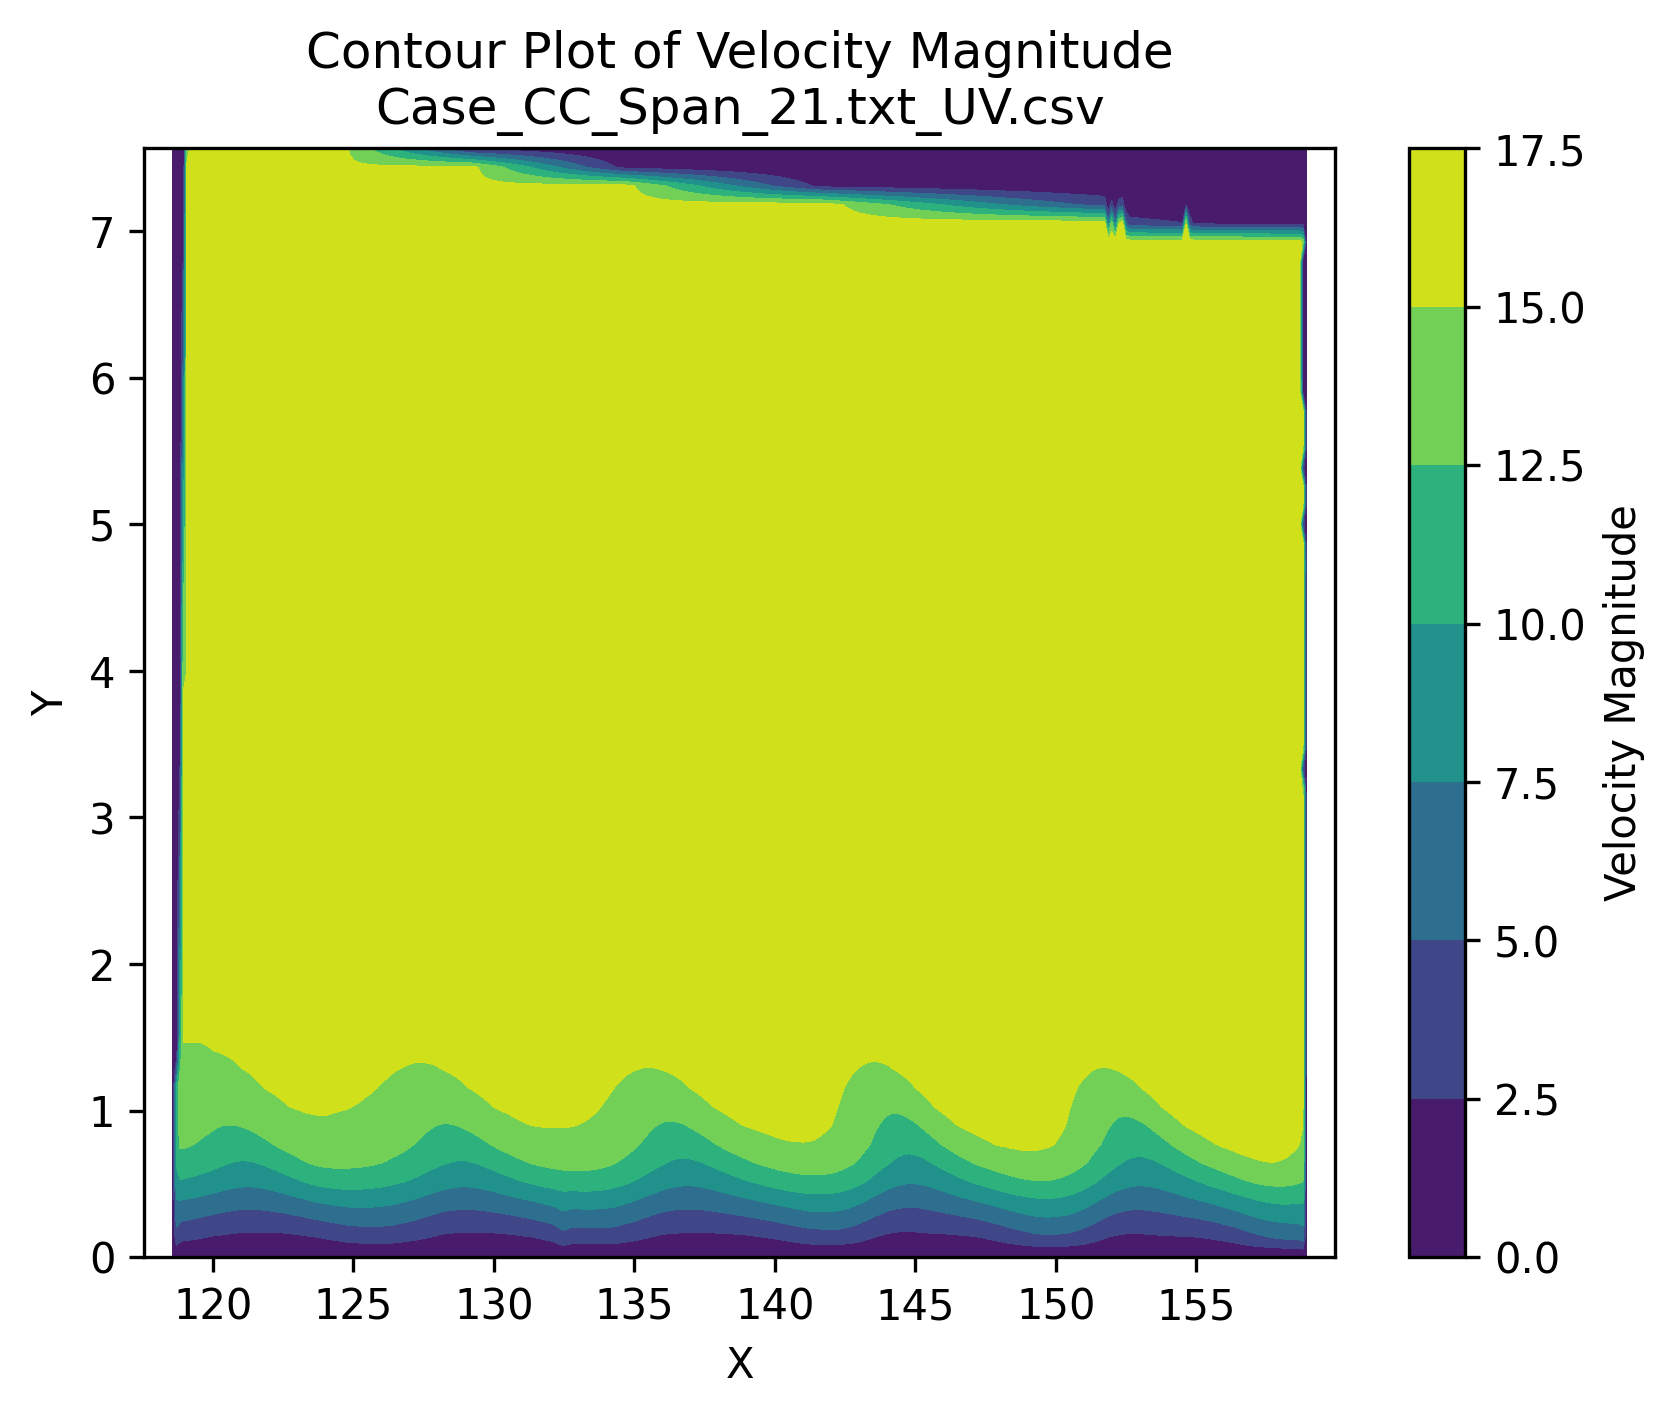 Contour Plot of Velocity Magnitude
Case_CC_Span_21.txt_UV.csv
7
6
5
4
3
2
1
0
Y
120 125 130 135 140 145 150 155
X
17.5
15.0
12.5
10.0
7.5
5.0
2.5
0.0
Velocity Magnitude